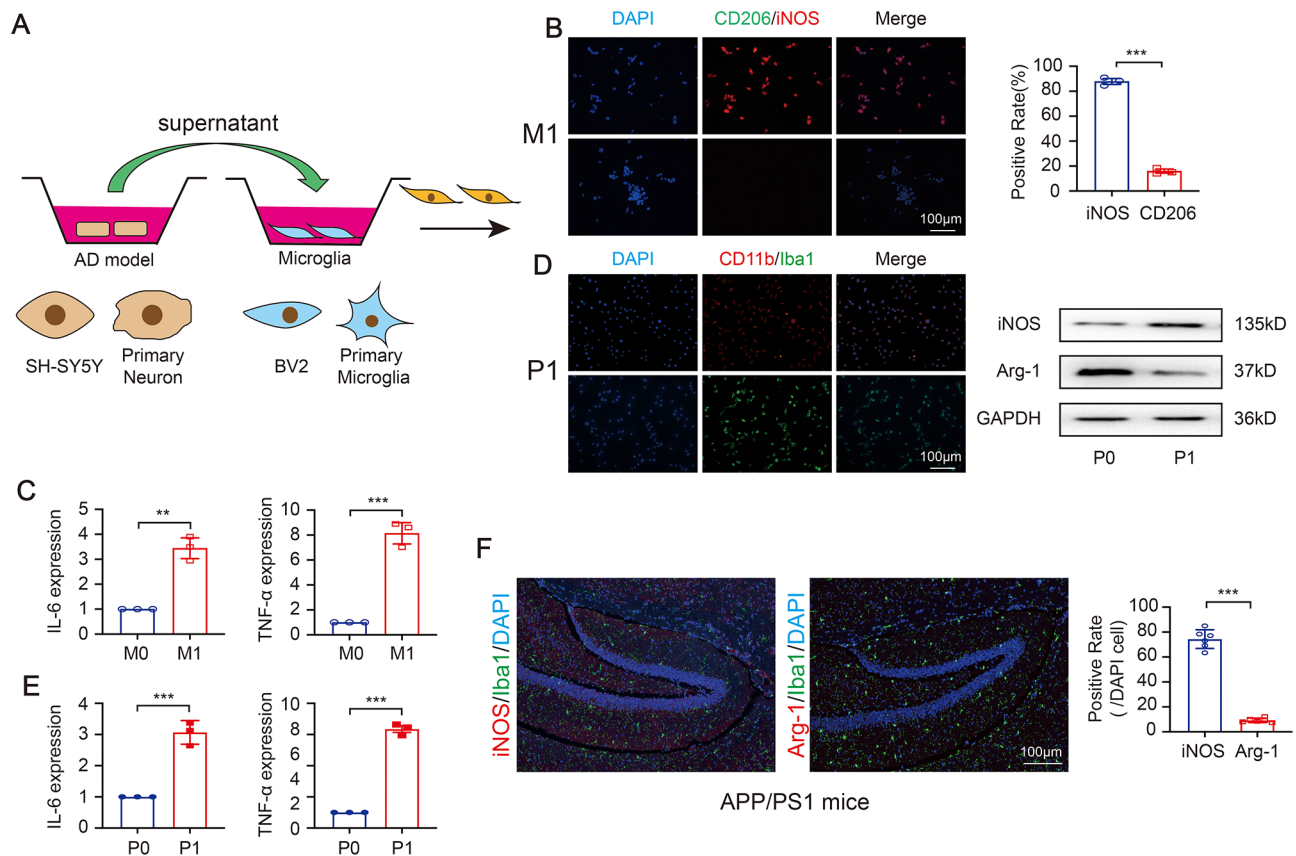 A
supernatant
AD model
Microglia
SH-SY5Y
Primary
Neuron
BV2
Primary
Microglia
B
DAPI
CD206/iNOS
Merge
M1
100μm
Positive Rate(%)
100
80
60
40
20
0
***
iNOS CD206
D
DAPI
CD11b/Iba1
Merge
P1
100μm
iNOS
135kD
Arg-1
37kD
GAPDH
36kD
P0 P1
C
IL-6 expression
5
4
3
2
1
0
**
M0 M1
TNF-α expression
10
8
6
4
2
0
***
M0 M1
E
IL-6 expression
4
3
2
1
0
***
P0 P1
TNF-α expression
10
8
6
4
2
0
***
P0 P1
F
iNOS/Iba1/DAPI
Arg-1/Iba1/DAPI
100μm
APP/PS1 mice
Positive Rate
( /DAPI cell)
100
80
60
40
20
0
***
iNOS Arg-1